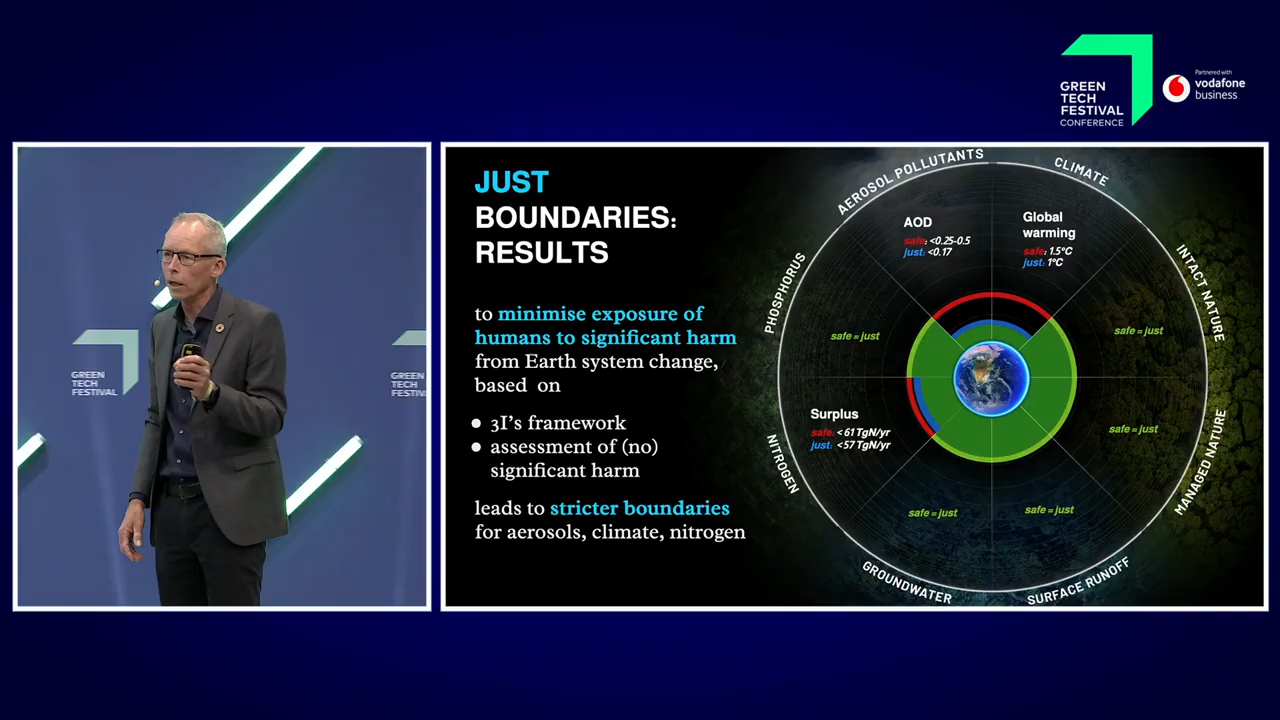 GREEN
TECH
FESTIVAL
CONFERENCE
Partnered with
vodafone
business
GREEN
TECH
FESTIVAL
GREEN
TECH
JUST
BOUNDARIES:
RESULTS
to minimise exposure of
humans to significant harm
from Earth system change,
based on
● 3I's framework
● assessment of (no)
significant harm
leads to stricter boundaries
for aerosols, climate, nitrogen
AEROSOL POLLUTANTS
CLIMATE
INTACT NATURE
MANAGED NATURE
SURFACE RUNOFF
GROUNDWATER
NITROGEN
PHOSPHORUS
AOD
safe: <0.25-0.5
just: <0.17
Global
warming
safe: 1.5°C
just: 1°C
safe = just
safe = just
Surplus
safe: <61 TgN/yr
just: <57 TgN/yr
safe = just
safe = just
safe = just